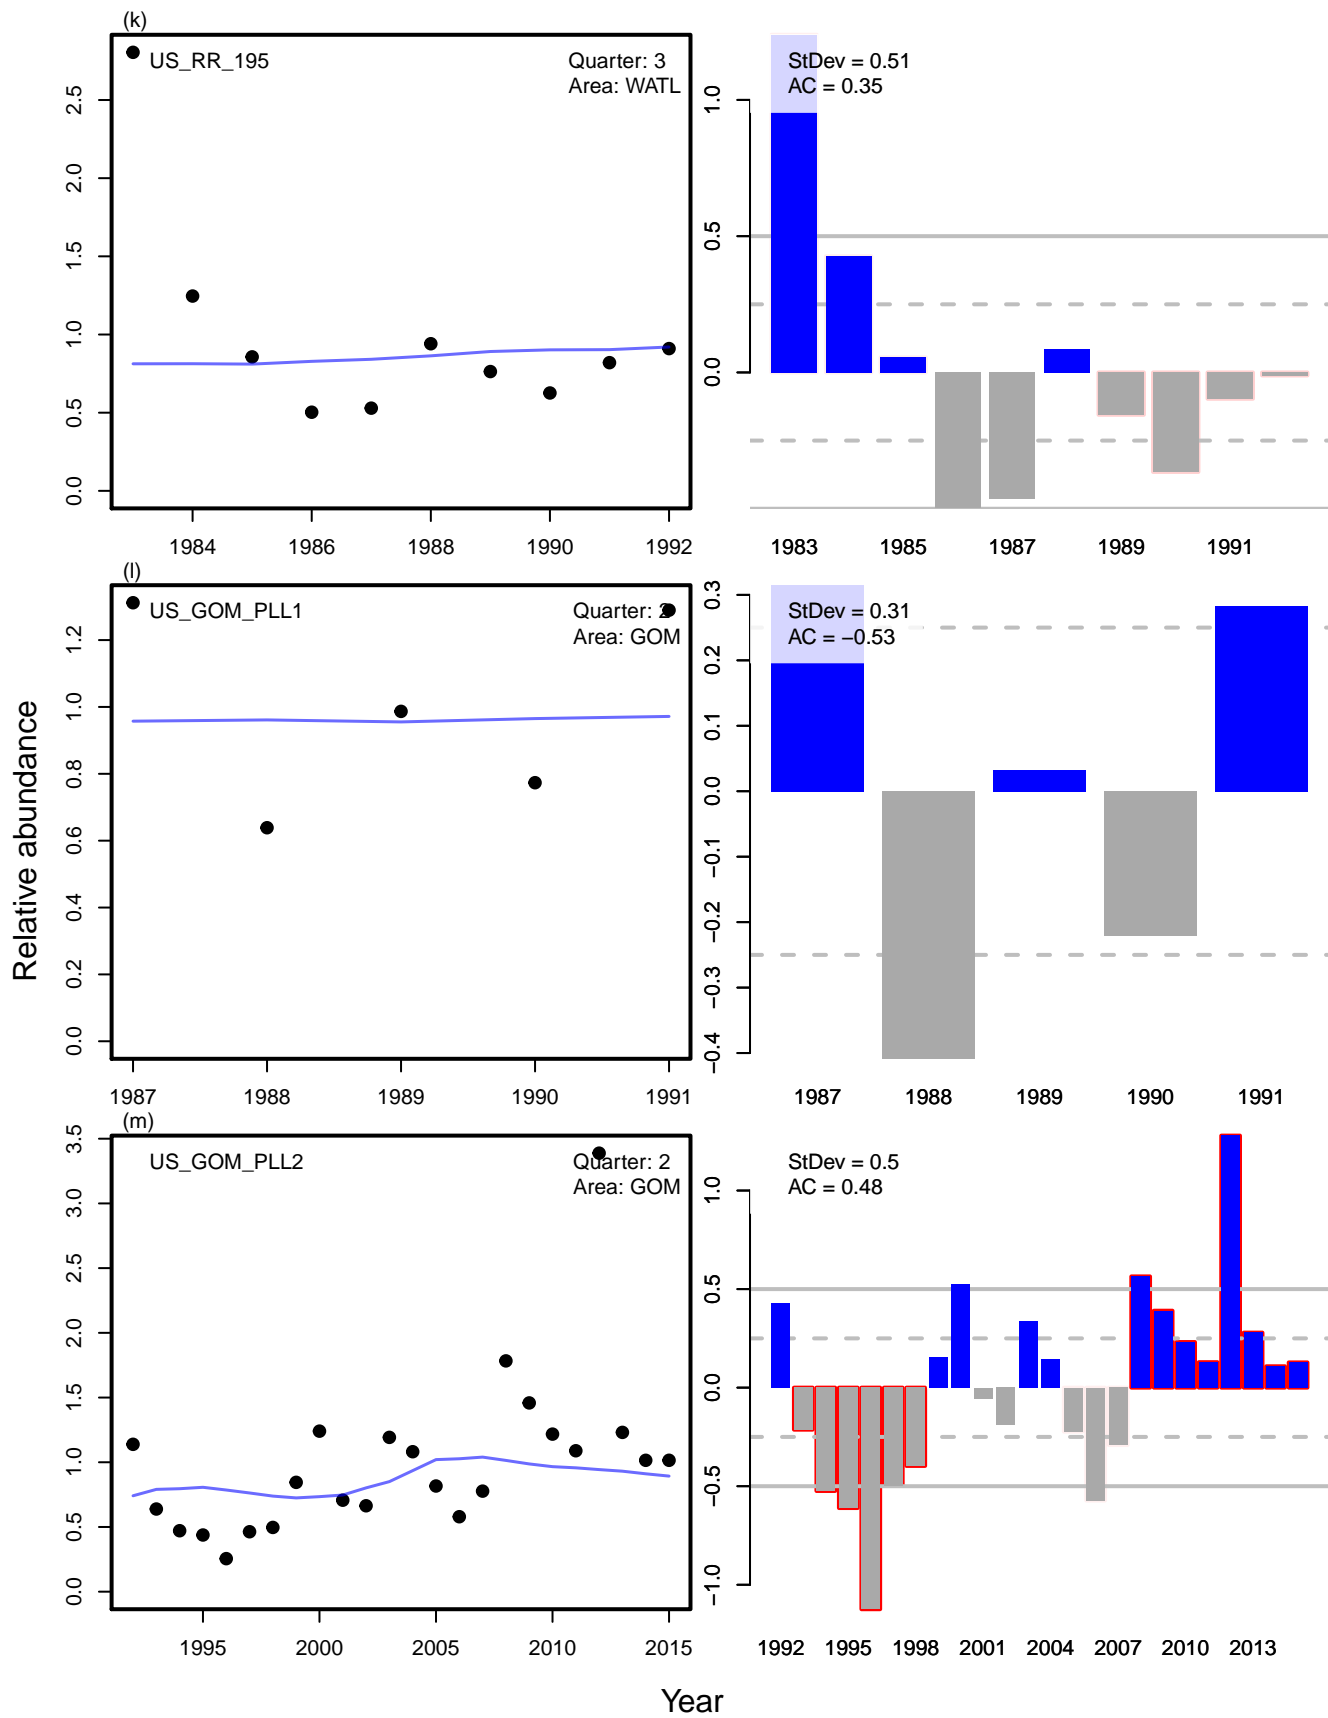 (k)
US_RR_195
Quarter: 3
Area: WATL
0.0 0.5 1.0 1.5 2.0 2.5
1984 1986 1988 1990 1992
StDev = 0.51
AC = 0.35
0.0 0.5 1.0
1983 1985 1987 1989 1991
(l)
US_GOM_PLL1
Quarter: 2
Area: GOM
0.0 0.2 0.4 0.6 0.8 1.0 1.2
1987 1988 1989 1990 1991
StDev = 0.31
AC = −0.53
−0.4 −0.3 −0.2 −0.1 0.0 0.1 0.2 0.3
1987 1988 1989 1990 1991
Relative abundance
(m)
US_GOM_PLL2
Quarter: 2
Area: GOM
0.0 0.5 1.0 1.5 2.0 2.5 3.0 3.5
1995 2000 2005 2010 2015
StDev = 0.5
AC = 0.48
−1.0 −0.5 0.0 0.5 1.0
1992 1995 1998 2001 2004 2007 2010 2013
Year